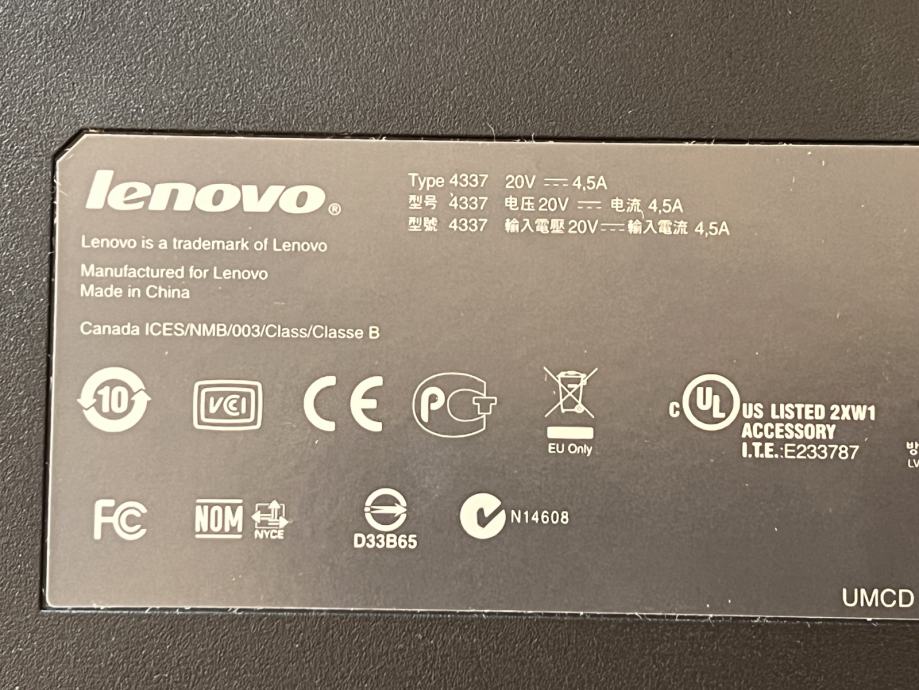 lenovo®
Type 4337 20V ⎓ 4,5A
型号 4337 电压 20V ⎓ 电流 4,5A
型號 4337 輸入電壓 20V ⎓ 輸入電流 4,5A
Lenovo is a trademark of Lenovo
Manufactured for Lenovo
Made in China
Canada ICES/NMB/003/Class/Classe B
10
VCI
CE
PCT
EU Only
C UL US LISTED 2XW1
ACCESSORY
I.T.E.:E233787
FC
NOM
NYCE
D33B65
N14608
UMCD